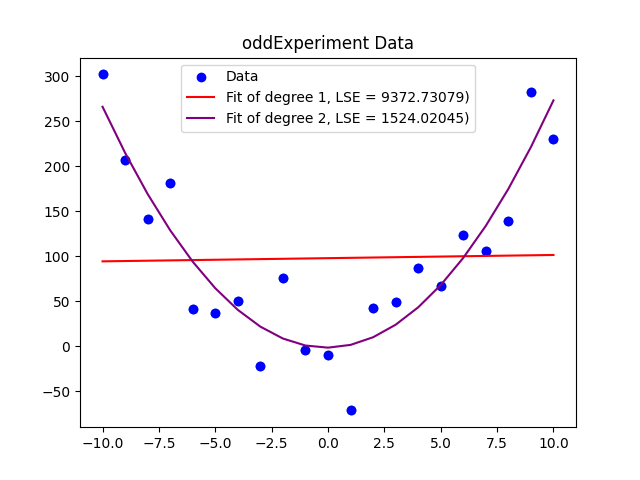 oddExperiment Data
Data
Fit of degree 1, LSE = 9372.73079)
Fit of degree 2, LSE = 1524.02045)
300
250
200
150
100
50
0
−50
−10.0 −7.5 −5.0 −2.5 0.0 2.5 5.0 7.5 10.0